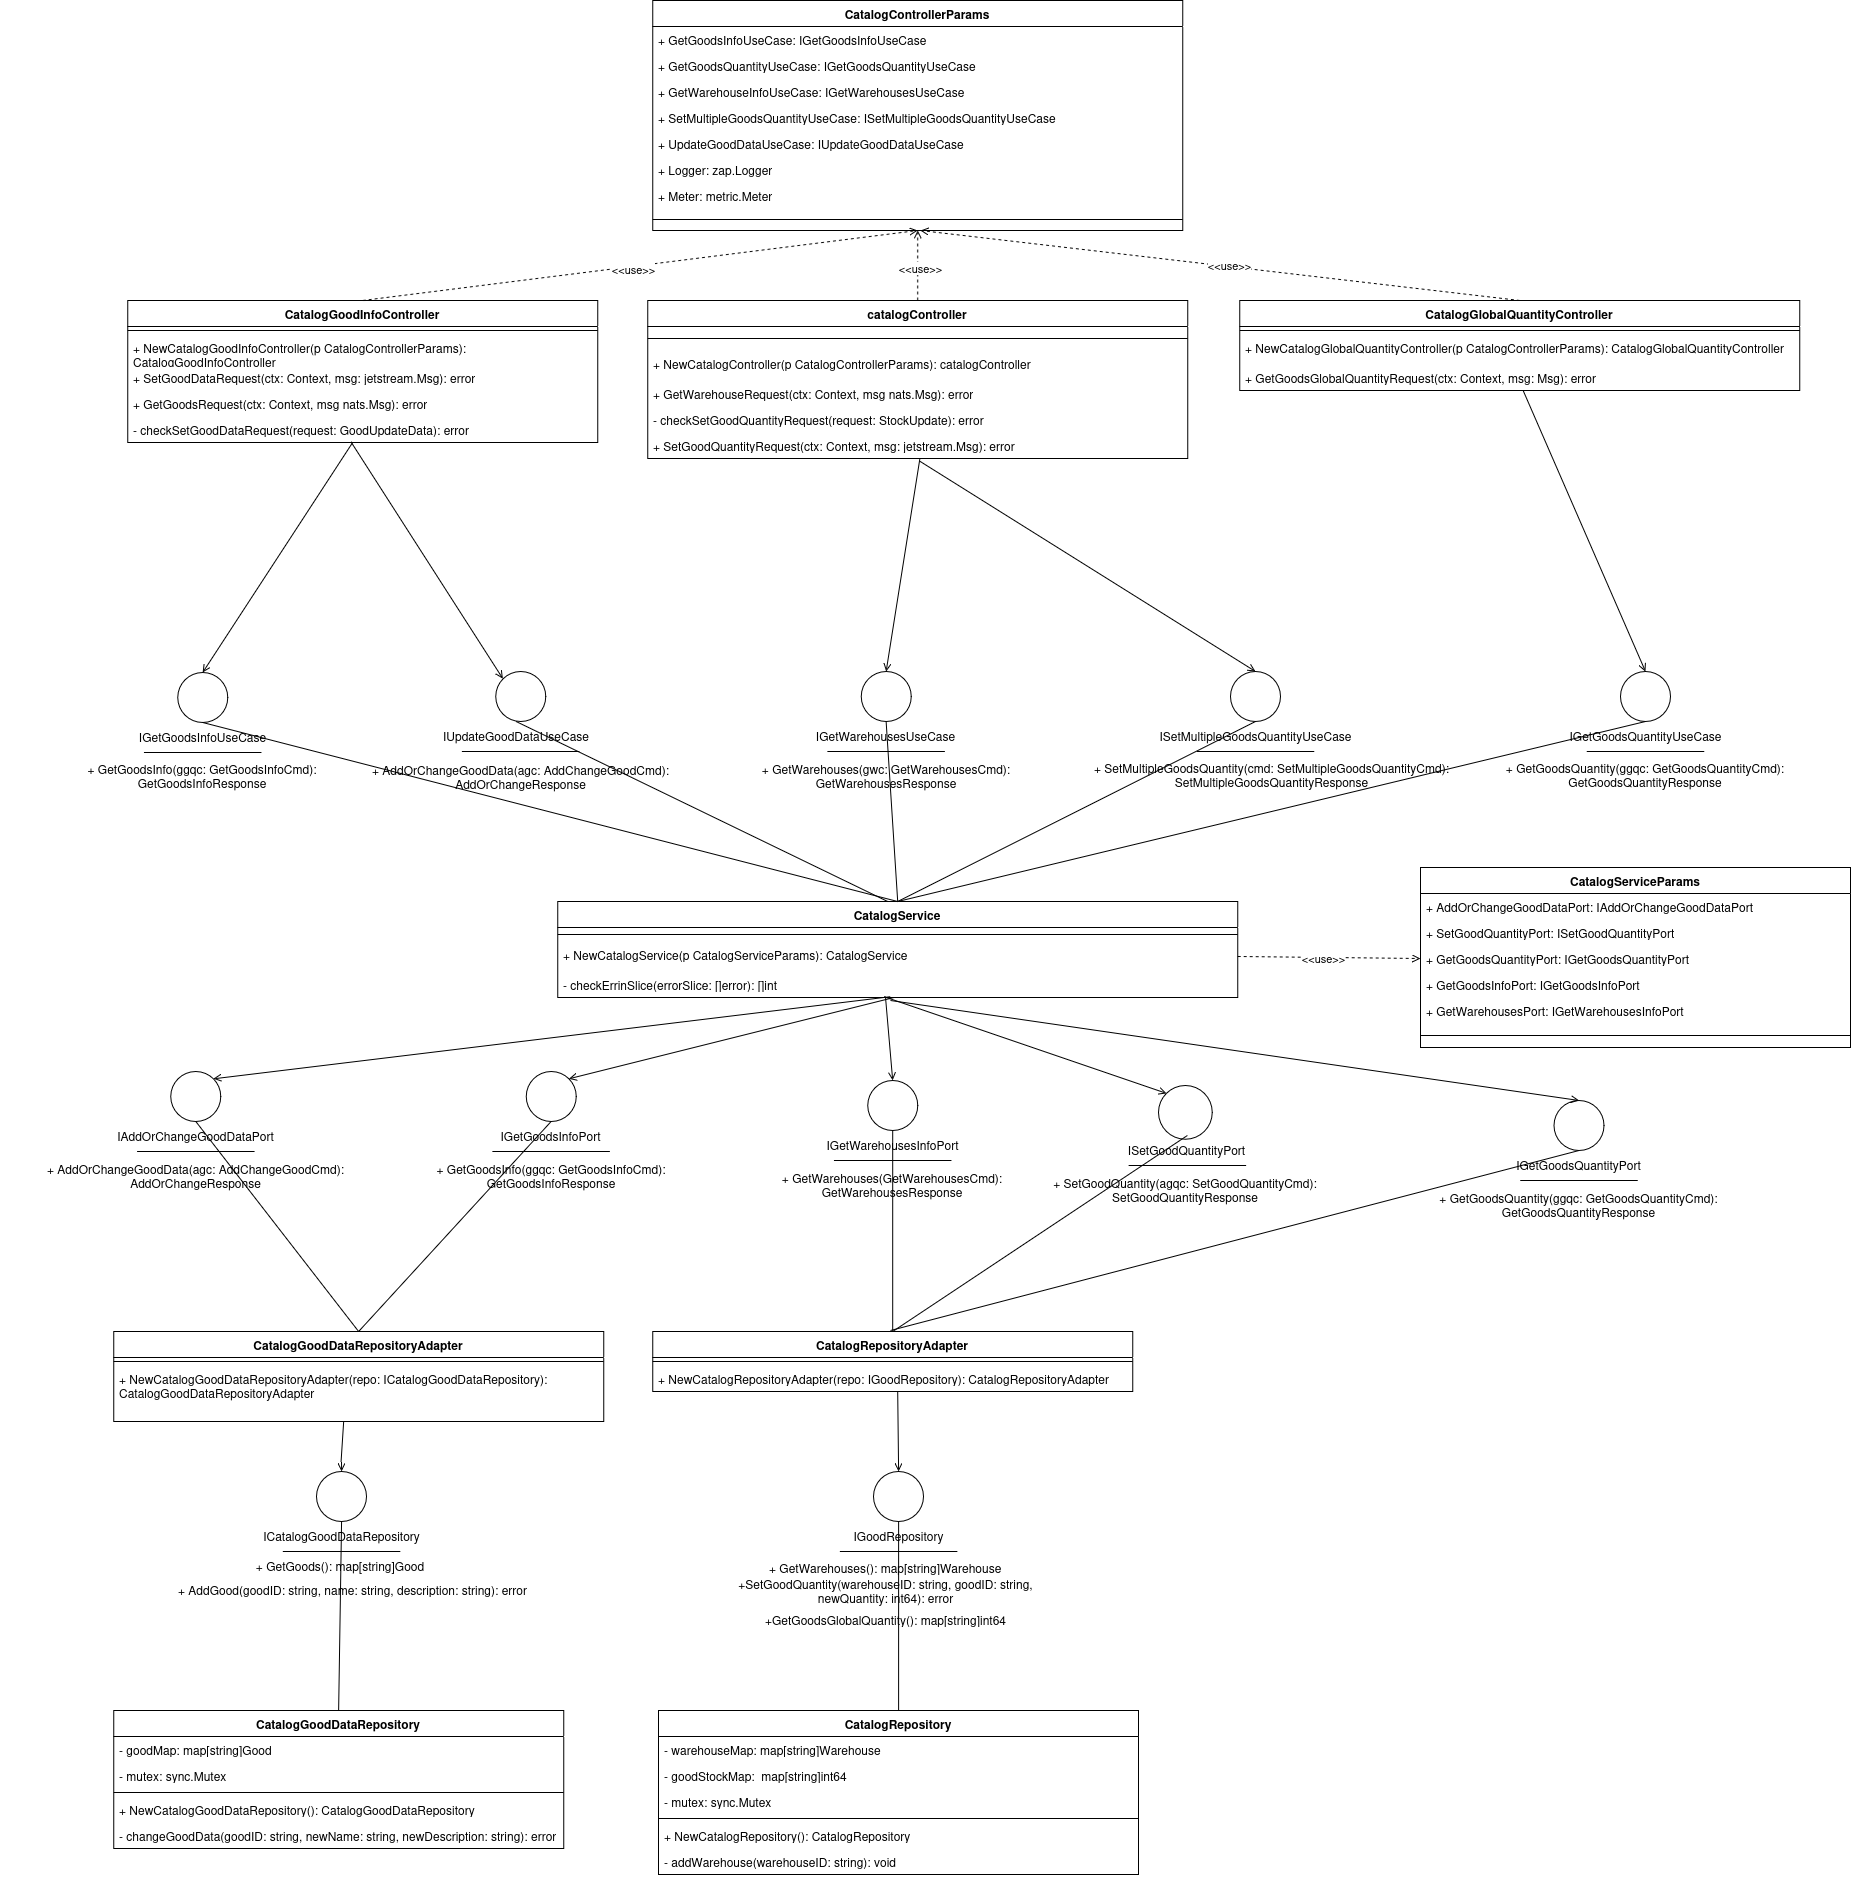 CatalogControllerParams
+ GetGoodsInfoUseCase: IGetGoodsInfoUseCase
+ GetGoodsQuantityUseCase: IGetGoodsQuantityUseCase
+ GetWarehouseInfoUseCase: IGetWarehousesUseCase
+ SetMultipleGoodsQuantityUseCase: ISetMultipleGoodsQuantityUseCase
+ UpdateGoodDataUseCase: IUpdateGoodDataUseCase
+ Logger: zap.Logger
+ Meter: metric.Meter
<<use>>
<<use>>
<<use>>
CatalogGoodInfoController
+ NewCatalogGoodInfoController(p CatalogControllerParams):
CatalogGoodInfoController
+ SetGoodDataRequest(ctx: Context, msg: jetstream.Msg): error
+ GetGoodsRequest(ctx: Context, msg nats.Msg): error
- checkSetGoodDataRequest(request: GoodUpdateData): error
catalogController
+ NewCatalogController(p CatalogControllerParams): catalogController
+ GetWarehouseRequest(ctx: Context, msg nats.Msg): error
- checkSetGoodQuantityRequest(request: StockUpdate): error
+ SetGoodQuantityRequest(ctx: Context, msg: jetstream.Msg): error
CatalogGlobalQuantityController
+ NewCatalogGlobalQuantityController(p CatalogControllerParams): CatalogGlobalQuantityController
+ GetGoodsGlobalQuantityRequest(ctx: Context, msg: Msg): error
IGetGoodsInfoUseCase
+ GetGoodsInfo(ggqc: GetGoodsInfoCmd):
GetGoodsInfoResponse
IUpdateGoodDataUseCase
+ AddOrChangeGoodData(agc: AddChangeGoodCmd):
AddOrChangeResponse
IGetWarehousesUseCase
+ GetWarehouses(gwc: GetWarehousesCmd):
GetWarehousesResponse
ISetMultipleGoodsQuantityUseCase
+ SetMultipleGoodsQuantity(cmd: SetMultipleGoodsQuantityCmd):
SetMultipleGoodsQuantityResponse
IGetGoodsQuantityUseCase
+ GetGoodsQuantity(ggqc: GetGoodsQuantityCmd):
GetGoodsQuantityResponse
CatalogService
+ NewCatalogService(p CatalogServiceParams): CatalogService
- checkErrinSlice(errorSlice: []error): []int
<<use>>
CatalogServiceParams
+ AddOrChangeGoodDataPort: IAddOrChangeGoodDataPort
+ SetGoodQuantityPort: ISetGoodQuantityPort
+ GetGoodsQuantityPort: IGetGoodsQuantityPort
+ GetGoodsInfoPort: IGetGoodsInfoPort
+ GetWarehousesPort: IGetWarehousesInfoPort
IAddOrChangeGoodDataPort
+ AddOrChangeGoodData(agc: AddChangeGoodCmd):
AddOrChangeResponse
IGetGoodsInfoPort
+ GetGoodsInfo(ggqc: GetGoodsInfoCmd):
GetGoodsInfoResponse
IGetWarehousesInfoPort
+ GetWarehouses(GetWarehousesCmd):
GetWarehousesResponse
ISetGoodQuantityPort
+ SetGoodQuantity(agqc: SetGoodQuantityCmd):
SetGoodQuantityResponse
IGetGoodsQuantityPort
+ GetGoodsQuantity(ggqc: GetGoodsQuantityCmd):
GetGoodsQuantityResponse
CatalogGoodDataRepositoryAdapter
+ NewCatalogGoodDataRepositoryAdapter(repo: ICatalogGoodDataRepository):
CatalogGoodDataRepositoryAdapter
CatalogRepositoryAdapter
+ NewCatalogRepositoryAdapter(repo: IGoodRepository): CatalogRepositoryAdapter
ICatalogGoodDataRepository
+ GetGoods(): map[string]Good
+ AddGood(goodID: string, name: string, description: string): error
IGoodRepository
+ GetWarehouses(): map[string]Warehouse
+SetGoodQuantity(warehouseID: string, goodID: string,
newQuantity: int64): error
+GetGoodsGlobalQuantity(): map[string]int64
CatalogGoodDataRepository
- goodMap: map[string]Good
- mutex: sync.Mutex
+ NewCatalogGoodDataRepository(): CatalogGoodDataRepository
- changeGoodData(goodID: string, newName: string, newDescription: string): error
CatalogRepository
- warehouseMap: map[string]Warehouse
- goodStockMap:  map[string]int64
- mutex: sync.Mutex
+ NewCatalogRepository(): CatalogRepository
- addWarehouse(warehouseID: string): void